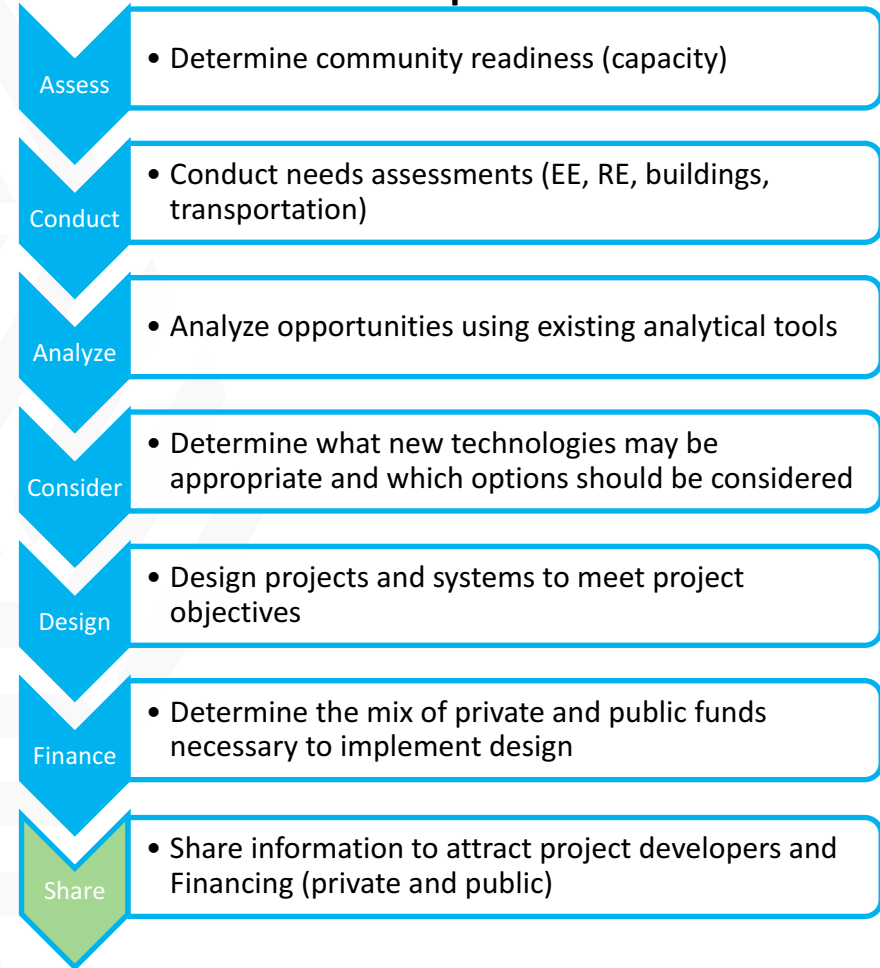 Assess
• Determine community readiness (capacity)
Conduct
• Conduct needs assessments (EE, RE, buildings,
transportation)
Analyze
• Analyze opportunities using existing analytical tools
Consider
• Determine what new technologies may be
appropriate and which options should be considered
Design
• Design projects and systems to meet project
objectives
Finance
• Determine the mix of private and public funds
necessary to implement design
Share
• Share information to attract project developers and
Financing (private and public)